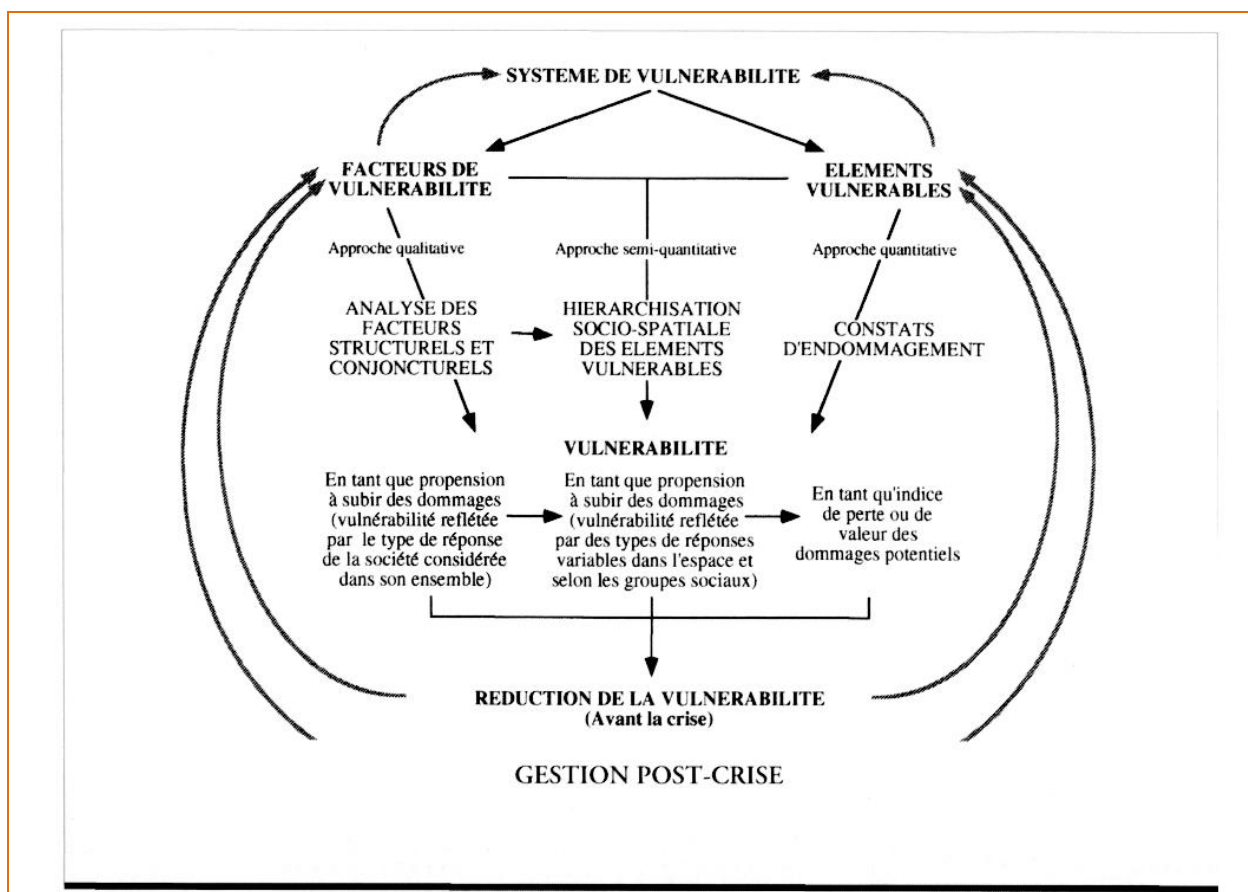 SYSTEME DE VULNERABILITE
FACTEURS DE
VULNERABILITE
ELEMENTS
VULNERABLES
Approche qualitative
Approche semi-quantitative
Approche quantitative
ANALYSE DES
FACTEURS
STRUCTURELS ET
CONJONCTURELS
HIERARCHISATION
SOCIO-SPATIALE
DES ELEMENTS
VULNERABLES
CONSTATS
D'ENDOMMAGEMENT
VULNERABILITE
En tant que propension
à subir des dommages
(vulnérabilité reflétée
par le type de réponse
de la société considérée
dans son ensemble)
En tant que propension
à subir des dommages
(vulnérabilité reflétée
par des types de réponses
variables dans l'espace et
selon les groupes sociaux)
En tant qu'indice
de perte ou de
valeur des
dommages potentiels
REDUCTION DE LA VULNERABILITE
(Avant la crise)
GESTION POST-CRISE